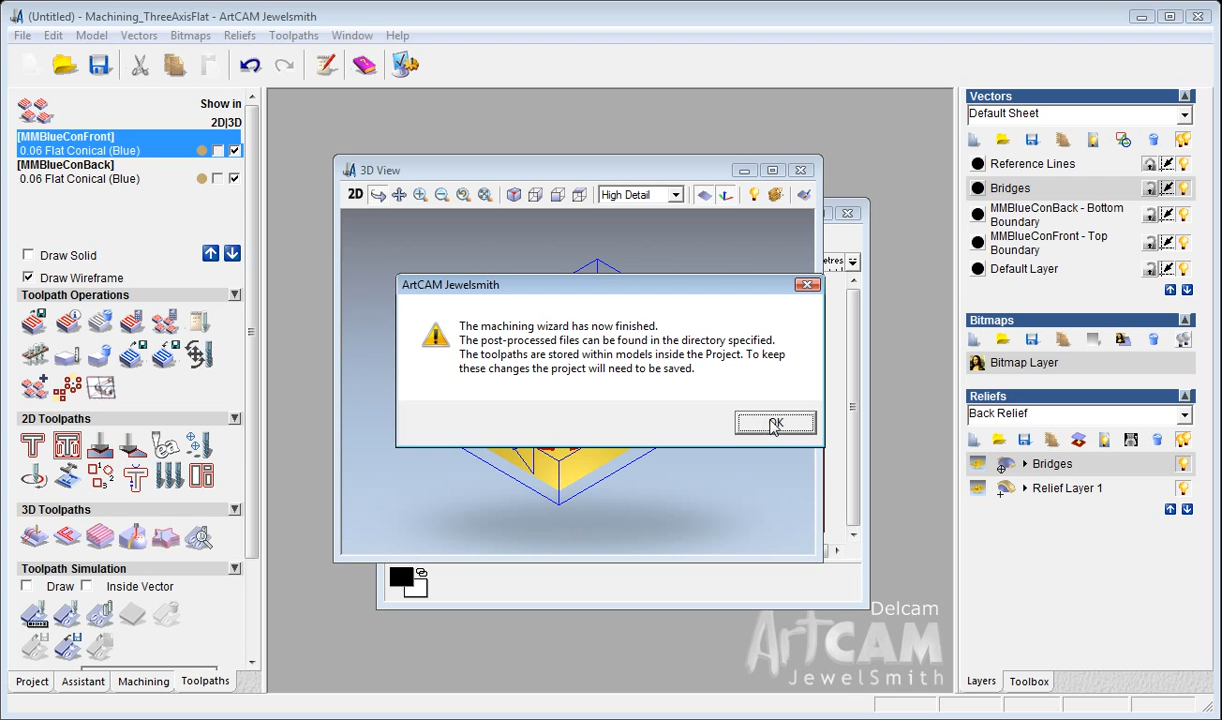 (Untitled) - Machining_ThreeAxisFlat - ArtCAM Jewelsmith
File Edit Model Vectors Bitmaps Reliefs Toolpaths Window Help
Show in
2D|3D
[MMBlueConFront]
0.06 Flat Conical (Blue)
[MMBlueConBack]
0.06 Flat Conical (Blue)
Draw Solid
Draw Wireframe
Toolpath Operations
2D Toolpaths
3D Toolpaths
Toolpath Simulation
Draw Inside Vector
Project Assistant Machining Toolpaths
3D View
2D High Detail
etres
ArtCAM Jewelsmith
The machining wizard has now finished.
The post-processed files can be found in the directory specified.
The toolpaths are stored within models inside the Project. To keep
these changes the project will need to be saved.
OK
Delcam
ArtCAM
JEWELSMITH
Vectors
Default Sheet
Reference Lines
Bridges
MMBlueConBack - Bottom
Boundary
MMBlueConFront - Top
Boundary
Default Layer
Bitmaps
Bitmap Layer
Reliefs
Back Relief
Bridges
Relief Layer 1
Layers Toolbox